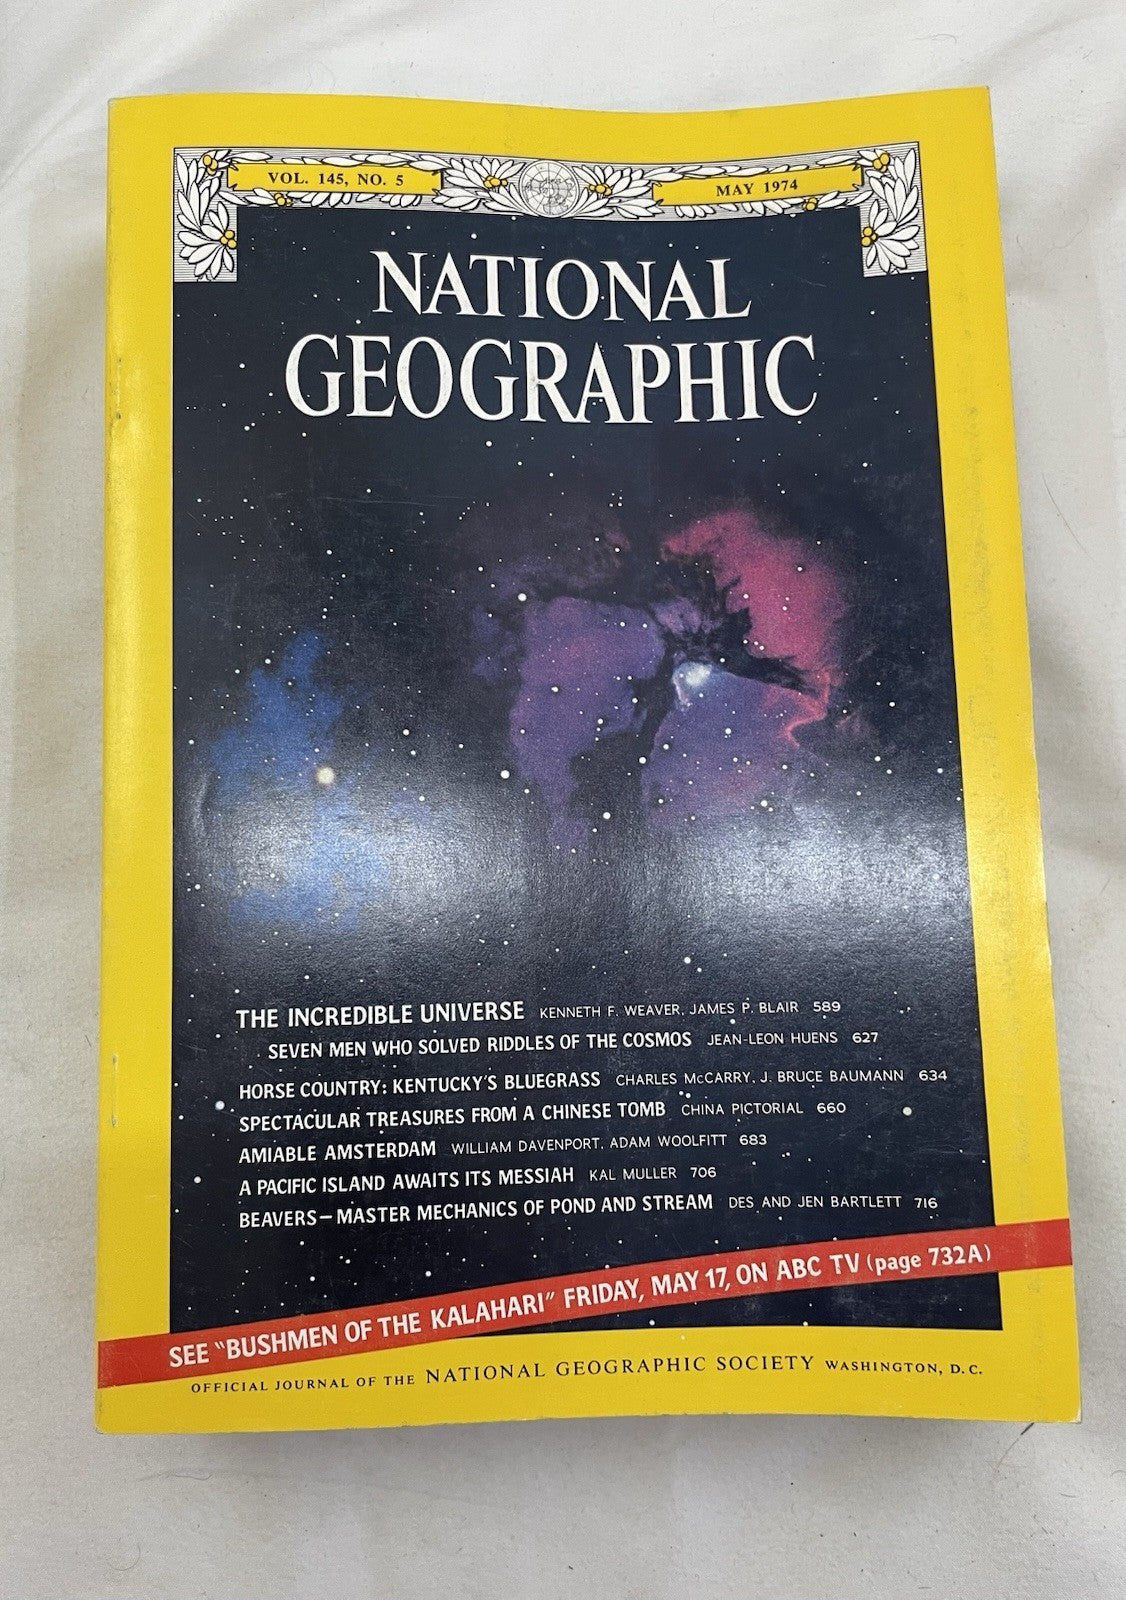 VOL. 145, NO. 5
MAY 1974
NATIONAL
GEOGRAPHIC
THE INCREDIBLE UNIVERSE KENNETH F. WEAVER, JAMES P. BLAIR 589
SEVEN MEN WHO SOLVED RIDDLES OF THE COSMOS JEAN-LEON HUENS 627
HORSE COUNTRY: KENTUCKY'S BLUEGRASS CHARLES McCARRY, J. BRUCE BAUMANN 634
SPECTACULAR TREASURES FROM A CHINESE TOMB CHINA PICTORIAL 660
AMIABLE AMSTERDAM WILLIAM DAVENPORT, ADAM WOOLFITT 683
A PACIFIC ISLAND AWAITS ITS MESSIAH KAL MULLER 706
BEAVERS—MASTER MECHANICS OF POND AND STREAM DES AND JEN BARTLETT 716
SEE "BUSHMEN OF THE KALAHARI" FRIDAY, MAY 17, ON ABC TV (page 732A)
OFFICIAL JOURNAL OF THE NATIONAL GEOGRAPHIC SOCIETY WASHINGTON, D.C.